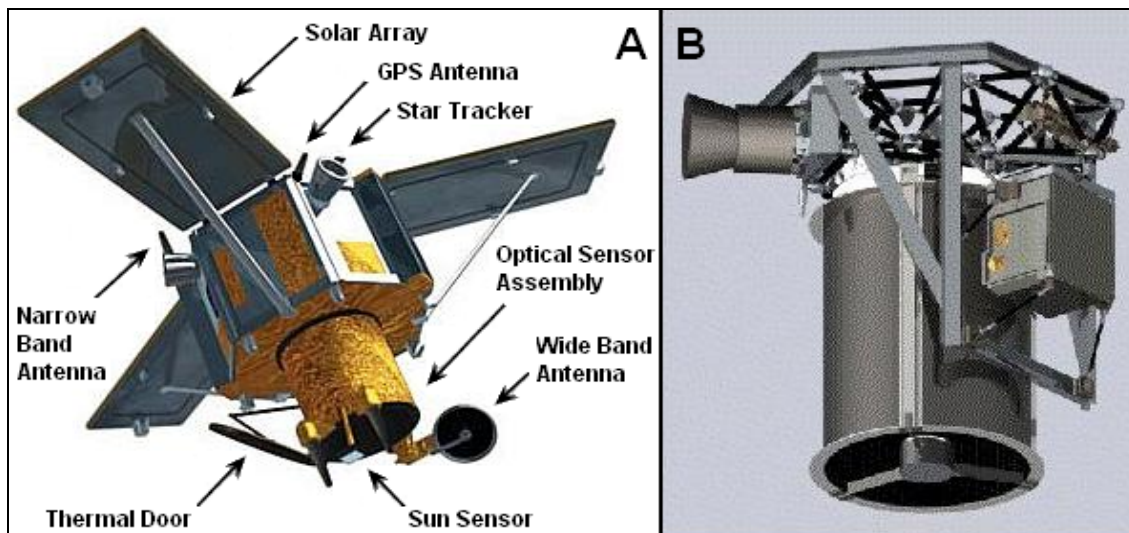 Solar Array
A
B
GPS Antenna
Star Tracker
Optical Sensor
Assembly
Narrow
Band
Antenna
Wide Band
Antenna
Thermal Door
Sun Sensor